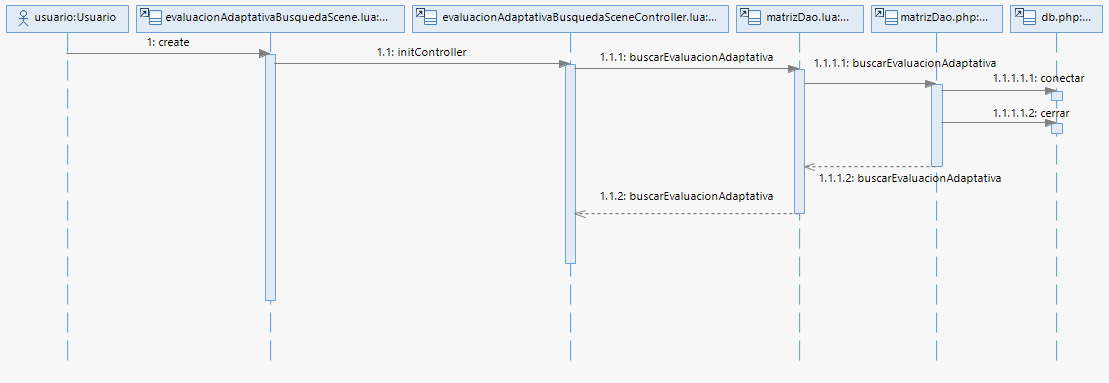 usuario:Usuario
evaluacionAdaptativaBusquedaScene.lua:...
evaluacionAdaptativaBusquedaSceneController.lua:...
matrizDao.lua:...
matrizDao.php:...
db.php:...
1: create
1.1: initController
1.1.1: buscarEvaluacionAdaptativa
1.1.1.1: buscarEvaluacionAdaptativa
1.1.1.1.1: conectar
1.1.1.1.2: cerrar
1.1.1.2: buscarEvaluacionAdaptativa
1.1.2: buscarEvaluacionAdaptativa